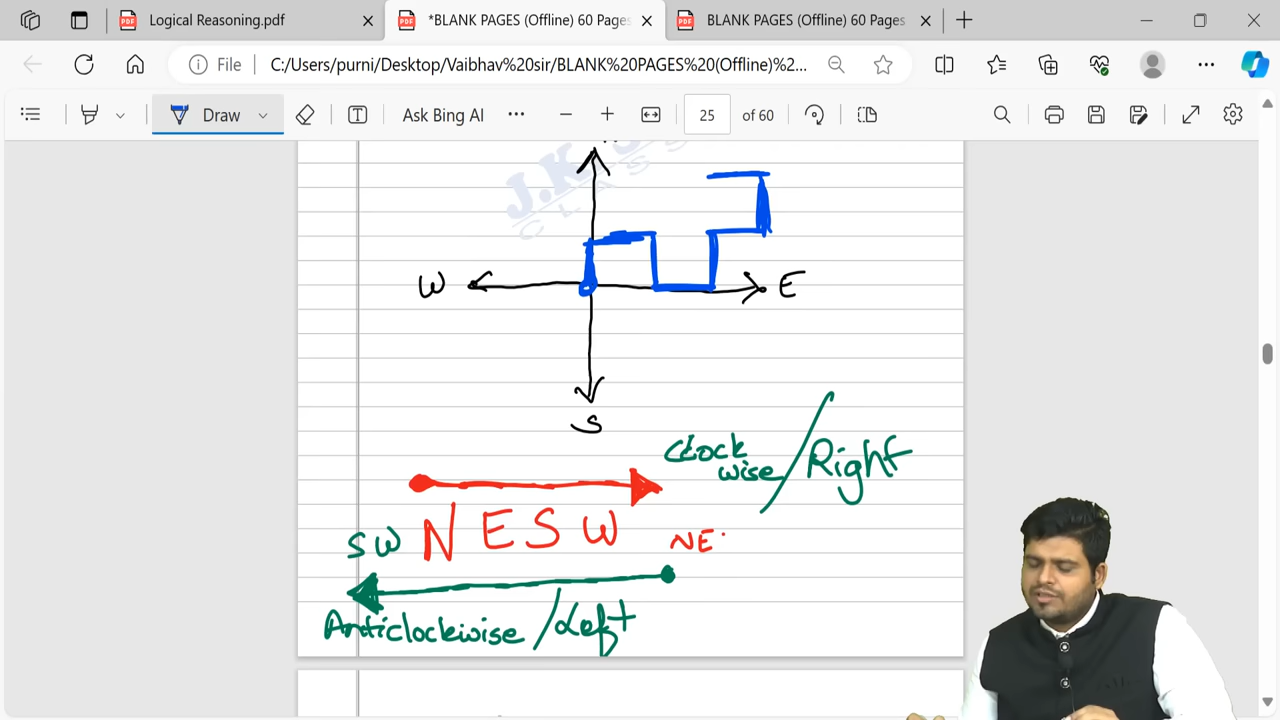 Logical Reasoning.pdf
*BLANK PAGES (Offline) 60 Pages
BLANK PAGES (Offline) 60 Pages
File
C:/Users/purni/Desktop/Vaibhav%20sir/BLANK%20PAGES%20(Offline)%2...
Draw
Ask Bing AI
25
of 60
J.K
CLASS
W
E
S
Clock
wise / Right
N E S W
SW
NE
Anticlockwise / Left